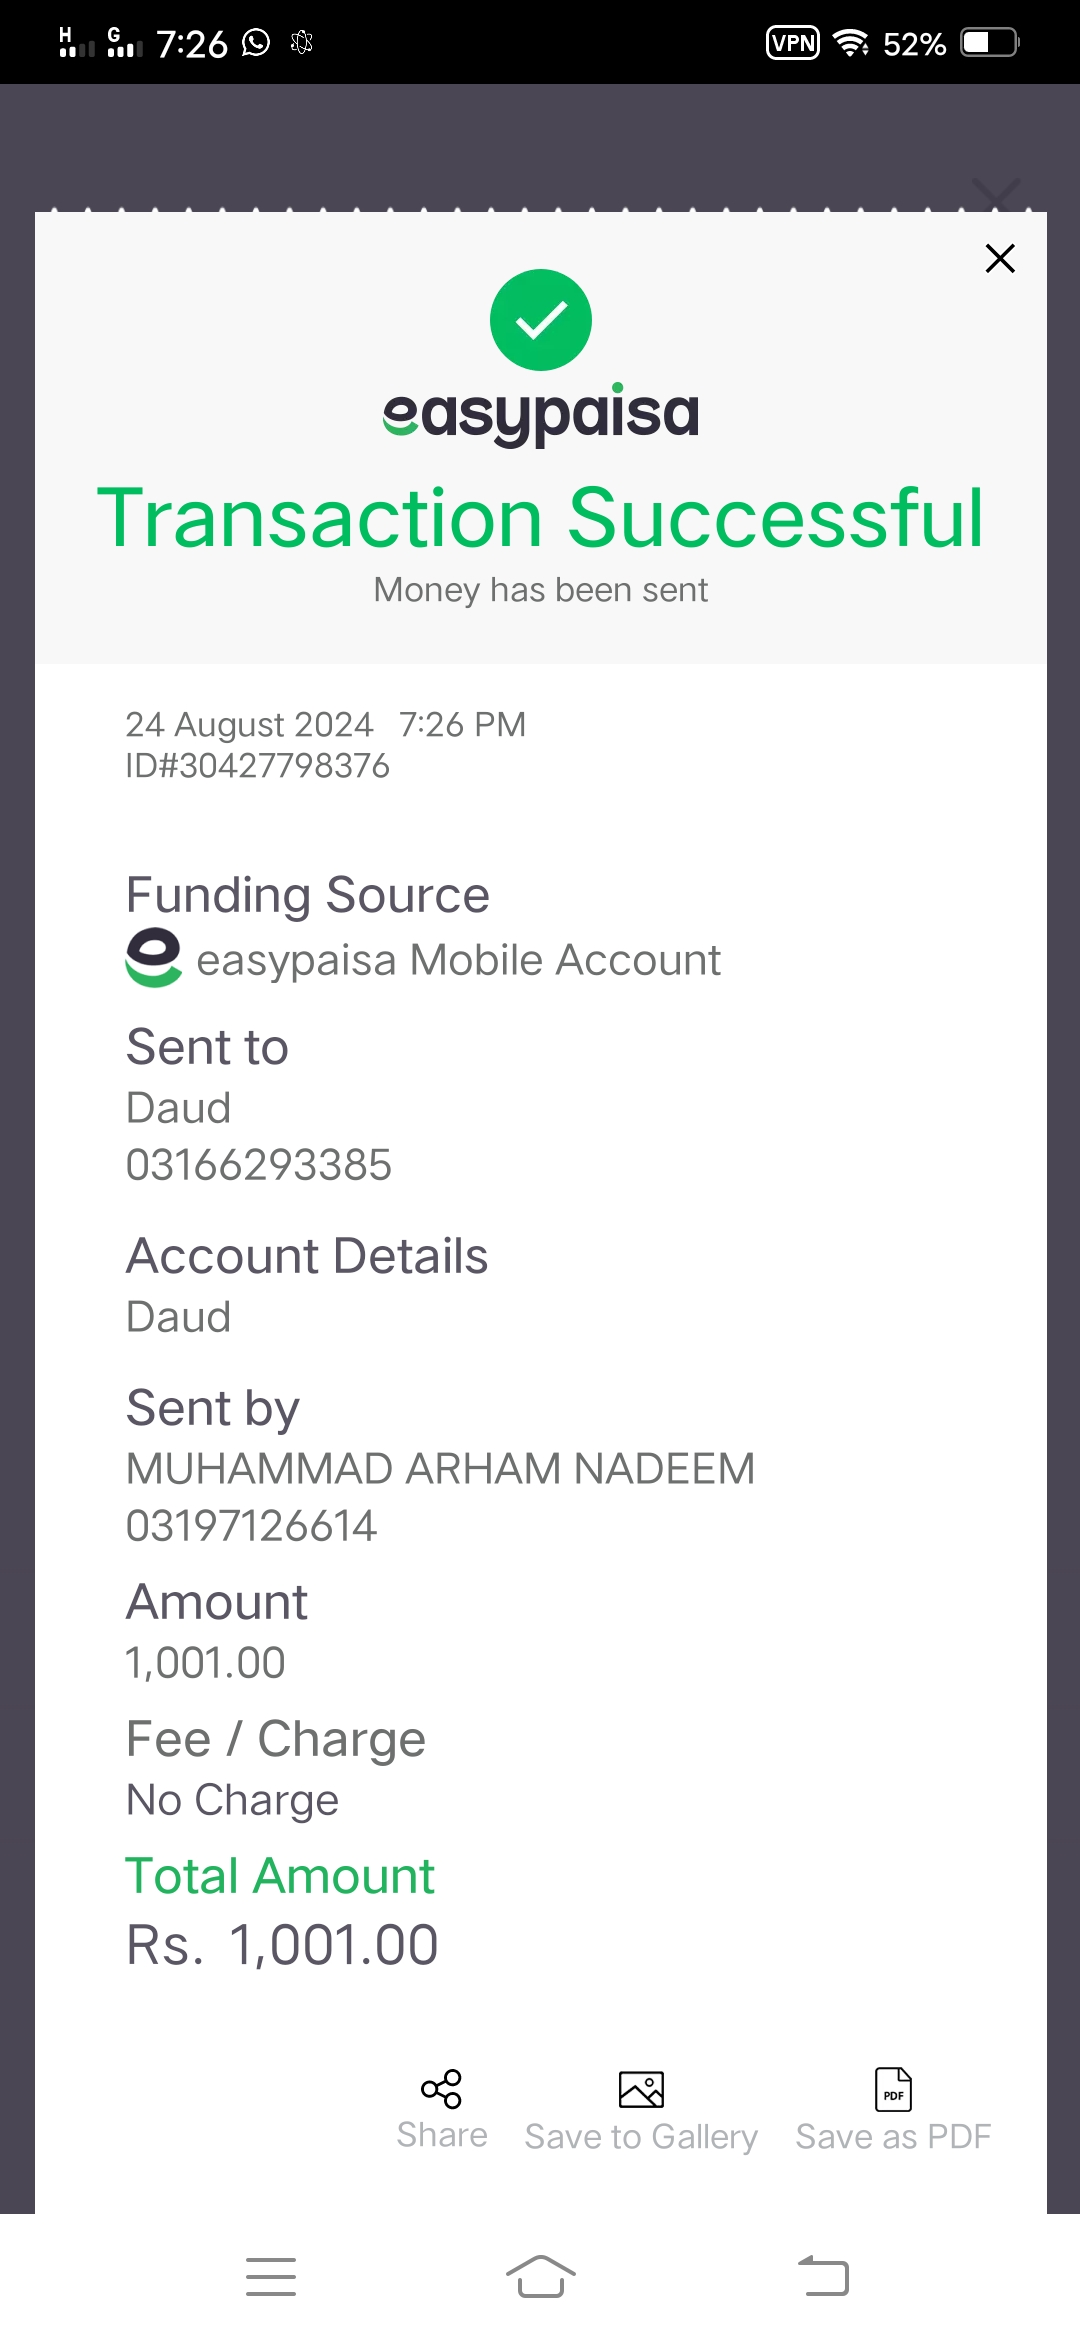 H G 7:26 VPN 52%
easypaisa
Transaction Successful
Money has been sent
24 August 2024 7:26 PM
ID#30427798376
Funding Source
easypaisa Mobile Account
Sent to
Daud
03166293385
Account Details
Daud
Sent by
MUHAMMAD ARHAM NADEEM
03197126614
Amount
1,001.00
Fee / Charge
No Charge
Total Amount
Rs. 1,001.00
PDF
Share Save to Gallery Save as PDF